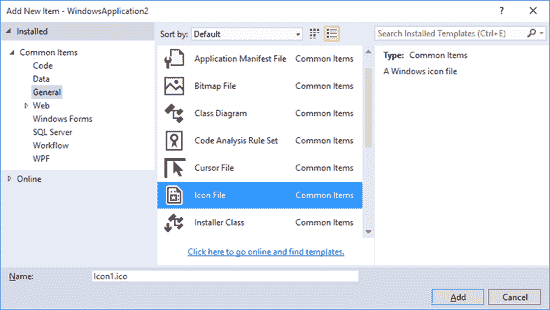 Add New Item - WindowsApplication2
Installed
Common Items
Code
Data
General
Web
Windows Forms
SQL Server
Workflow
WPF
Online
Sort by: Default
Application Manifest File Common Items
Bitmap File Common Items
Class Diagram Common Items
Code Analysis Rule Set Common Items
Cursor File Common Items
Icon File Common Items
Installer Class Common Items
Click here to go online and find templates.
Search Installed Templates (Ctrl+E)
Type: Common Items
A Windows icon file
Name: Icon1.ico
Add Cancel